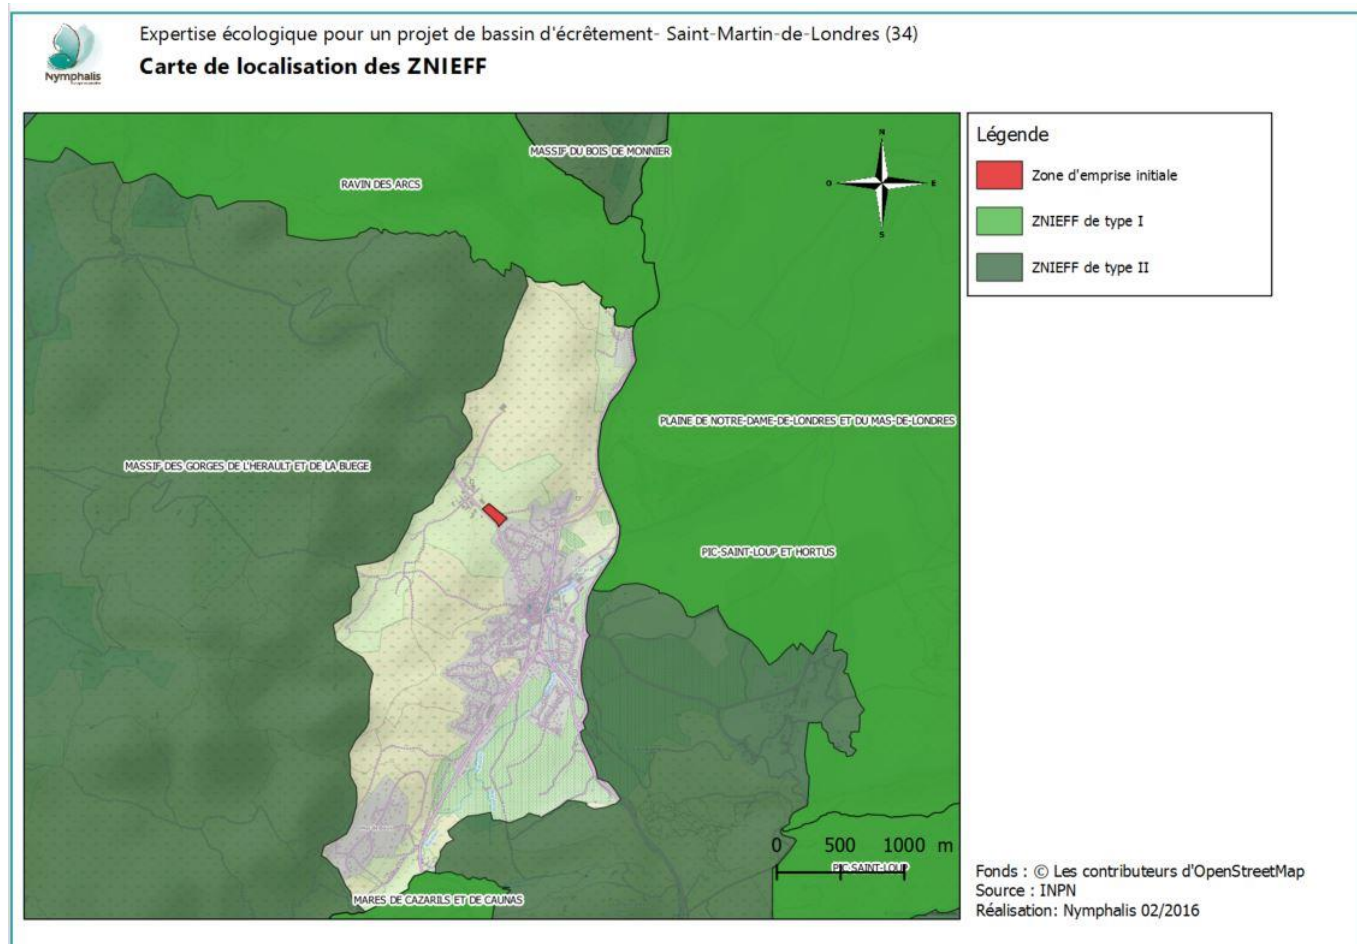 Expertise écologique pour un projet de bassin d'écrêtement- Saint-Martin-de-Londres (34)
Carte de localisation des ZNIEFF
Nymphalis
MASSIF DU BOIS DE MONNIER
RAVIN DES ARCS
N
O
E
S
PLAINE DE NOTRE-DAME-DE-LONDRES ET DU MAS-DE-LONDRES
MASSIF DES GORGES DE L'HERAULT ET DE LA BUEGE
PIC-SAINT-LOUP ET HORTUS
0 500 1000 m
PIC-SAINT-LOUP
MARES DE CAZARILS ET DE CAUNAS
Légende
Zone d'emprise initiale
ZNIEFF de type I
ZNIEFF de type II
Fonds : © Les contributeurs d'OpenStreetMap
Source : INPN
Réalisation: Nymphalis 02/2016